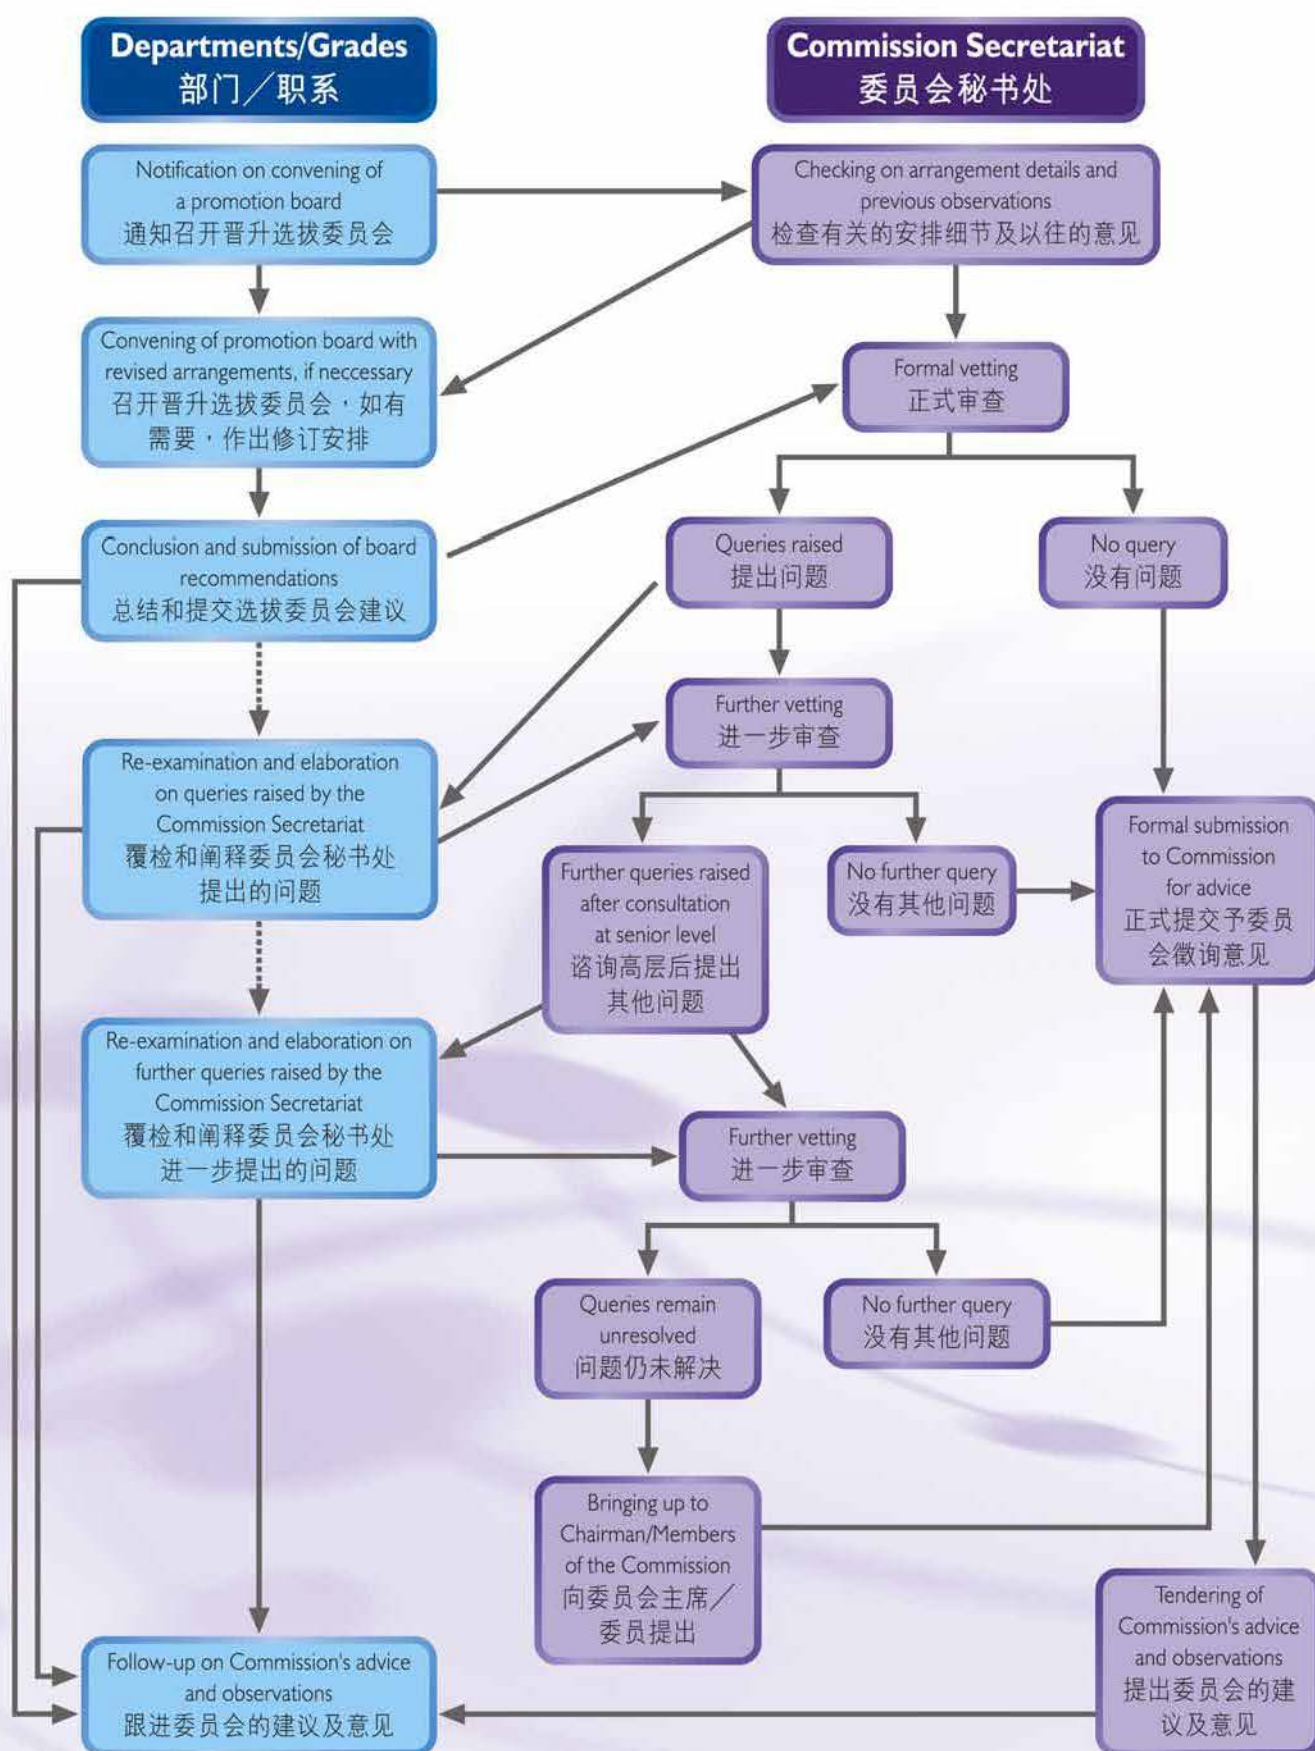 Departments/Grades
部门／职系
Commission Secretariat
委员会秘书处
Notification on convening of
a promotion board
通知召开晋升选拔委员会
Checking on arrangement details and
previous observations
检查有关的安排细节及以往的意见
Convening of promotion board with
revised arrangements, if neccessary
召开晋升选拔委员会，如有
需要，作出修订安排
Formal vetting
正式审查
Conclusion and submission of board
recommendations
总结和提交选拔委员会建议
Queries raised
提出问题
No query
没有问题
Further vetting
进一步审查
Re-examination and elaboration
on queries raised by the
Commission Secretariat
覆检和阐释委员会秘书处
提出的问题
Further queries raised
after consultation
at senior level
谘询高层后提出
其他问题
No further query
没有其他问题
Formal submission
to Commission
for advice
正式提交予委员
会徵询意见
Re-examination and elaboration on
further queries raised by the
Commission Secretariat
覆检和阐释委员会秘书处
进一步提出的问题
Further vetting
进一步审查
Queries remain
unresolved
问题仍未解决
No further query
没有其他问题
Bringing up to
Chairman/Members
of the Commission
向委员会主席／
委员提出
Follow-up on Commission's advice
and observations
跟进委员会的建议及意见
Tendering of
Commission's advice
and observations
提出委员会的建
议及意见